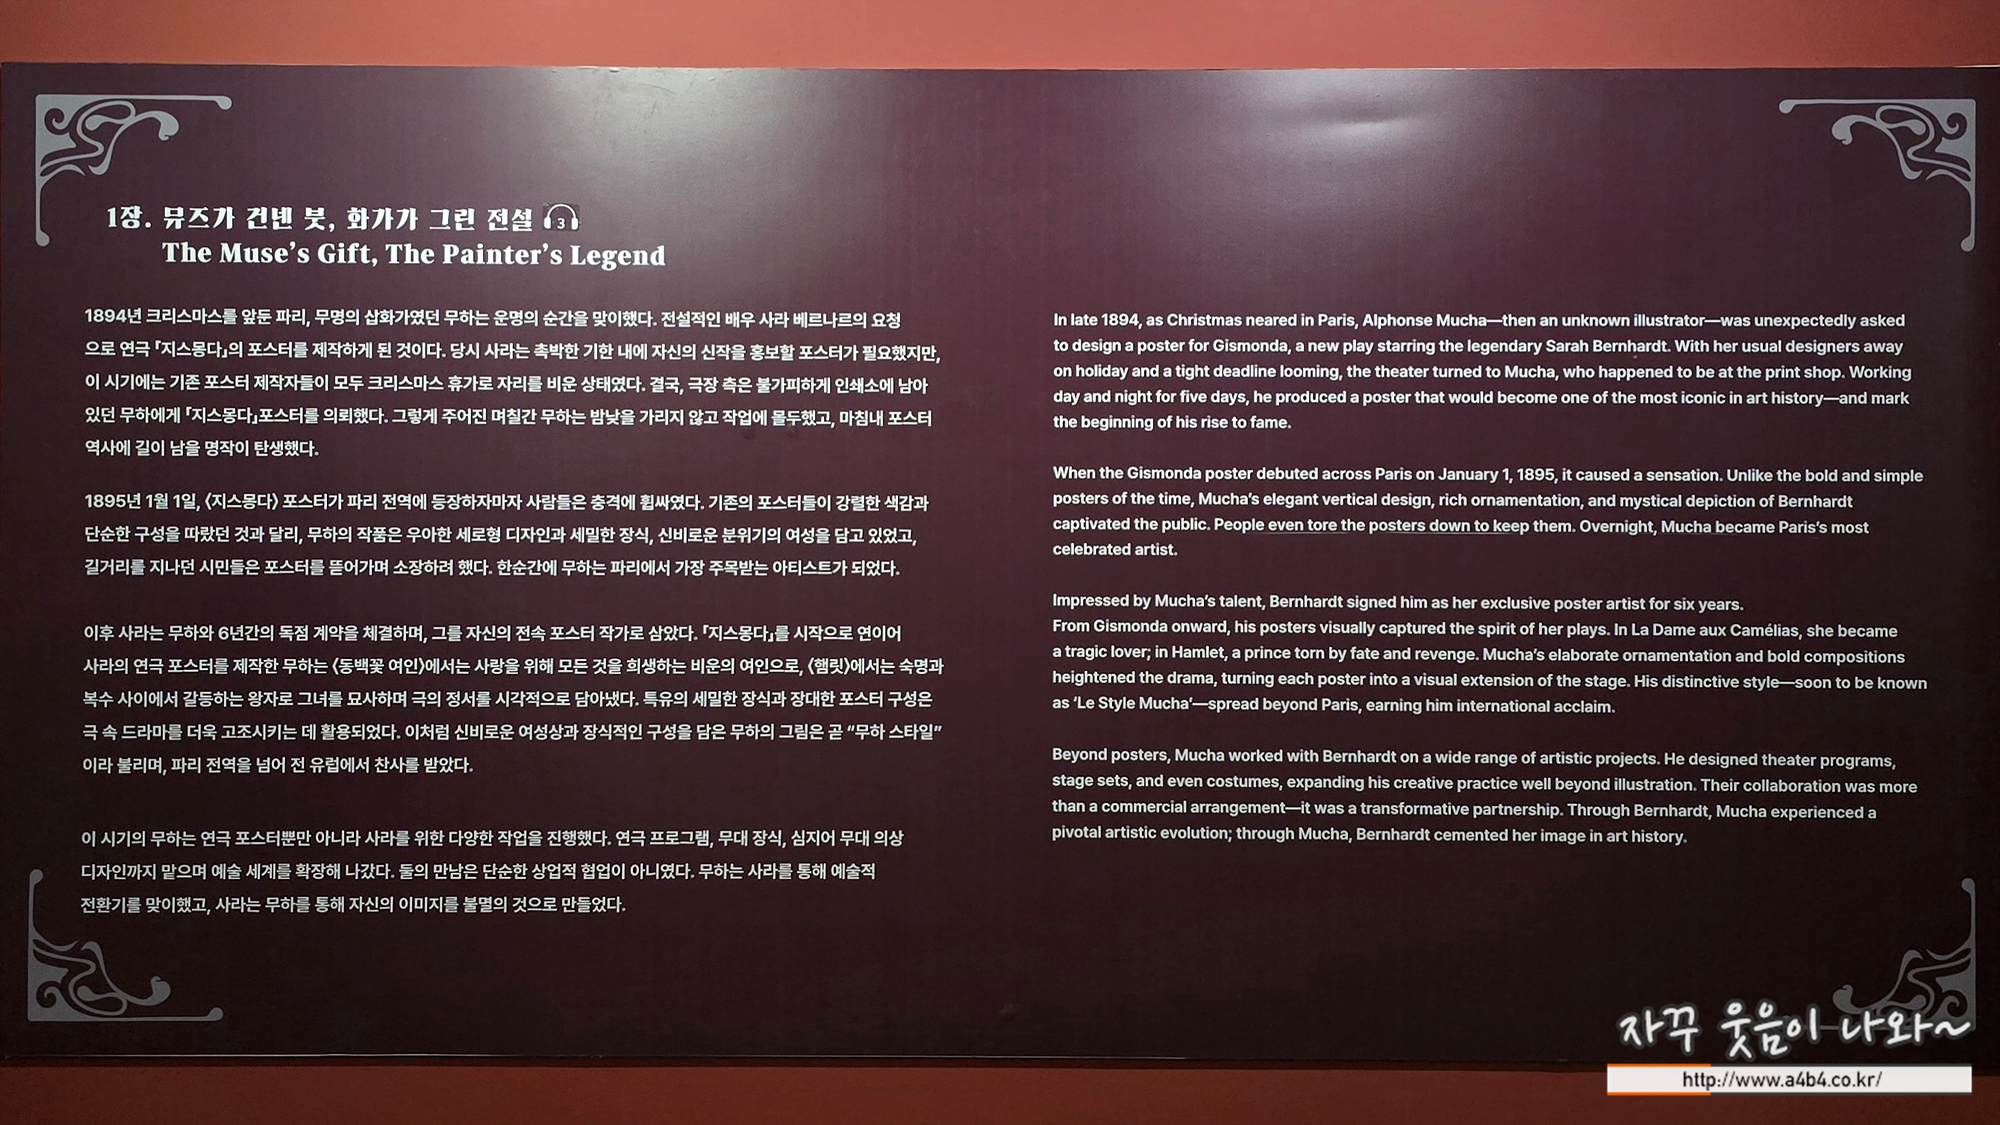 1장. 뮤즈가 건넨 붓, 화가가 그린 전설 3
The Muse's Gift, The Painter's Legend
1894년 크리스마스를 앞둔 파리, 무명의 삽화가였던 무하는 운명의 순간을 맞이했다. 전설적인 배우 사라 베르나르의 요청
으로 연극 「지스몽다」의 포스터를 제작하게 된 것이다. 당시 사라는 촉박한 기한 내에 자신의 신작을 홍보할 포스터가 필요했지만,
이 시기에는 기존 포스터 제작자들이 모두 크리스마스 휴가로 자리를 비운 상태였다. 결국, 극장 측은 불가피하게 인쇄소에 남아
있던 무하에게 「지스몽다」포스터를 의뢰했다. 그렇게 주어진 며칠간 무하는 밤낮을 가리지 않고 작업에 몰두했고, 마침내 포스터
역사에 길이 남을 명작이 탄생했다.
1895년 1월 1일, 〈지스몽다〉 포스터가 파리 전역에 등장하자마자 사람들은 충격에 휩싸였다. 기존의 포스터들이 강렬한 색감과
단순한 구성을 따랐던 것과 달리, 무하의 작품은 우아한 세로형 디자인과 세밀한 장식, 신비로운 분위기의 여성을 담고 있었고,
길거리를 지나던 시민들은 포스터를 뜯어가며 소장하려 했다. 한순간에 무하는 파리에서 가장 주목받는 아티스트가 되었다.
이후 사라는 무하와 6년간의 독점 계약을 체결하며, 그를 자신의 전속 포스터 작가로 삼았다. 「지스몽다」를 시작으로 연이어
사라의 연극 포스터를 제작한 무하는 〈동백꽃 여인〉에서는 사랑을 위해 모든 것을 희생하는 비운의 여인으로, 〈햄릿〉에서는 숙명과
복수 사이에서 갈등하는 왕자로 그녀를 묘사하며 극의 정서를 시각적으로 담아냈다. 특유의 세밀한 장식과 장대한 포스터 구성은
극 속 드라마를 더욱 고조시키는 데 활용되었다. 이처럼 신비로운 여성상과 장식적인 구성을 담은 무하의 그림은 곧 "무하 스타일"
이라 불리며, 파리 전역을 넘어 전 유럽에서 찬사를 받았다.
이 시기의 무하는 연극 포스터뿐만 아니라 사라를 위한 다양한 작업을 진행했다. 연극 프로그램, 무대 장식, 심지어 무대 의상
디자인까지 맡으며 예술 세계를 확장해 나갔다. 둘의 만남은 단순한 상업적 협업이 아니였다. 무하는 사라를 통해 예술적
전환기를 맞이했고, 사라는 무하를 통해 자신의 이미지를 불멸의 것으로 만들었다.
In late 1894, as Christmas neared in Paris, Alphonse Mucha—then an unknown illustrator—was unexpectedly asked
to design a poster for Gismonda, a new play starring the legendary Sarah Bernhardt. With her usual designers away
on holiday and a tight deadline looming, the theater turned to Mucha, who happened to be at the print shop. Working
day and night for five days, he produced a poster that would become one of the most iconic in art history—and mark
the beginning of his rise to fame.
When the Gismonda poster debuted across Paris on January 1, 1895, it caused a sensation. Unlike the bold and simple
posters of the time, Mucha's elegant vertical design, rich ornamentation, and mystical depiction of Bernhardt
captivated the public. People even tore the posters down to keep them. Overnight, Mucha became Paris's most
celebrated artist.
Impressed by Mucha's talent, Bernhardt signed him as her exclusive poster artist for six years.
From Gismonda onward, his posters visually captured the spirit of her plays. In La Dame aux Camélias, she became
a tragic lover; in Hamlet, a prince torn by fate and revenge. Mucha's elaborate ornamentation and bold compositions
heightened the drama, turning each poster into a visual extension of the stage. His distinctive style—soon to be known
as 'Le Style Mucha'—spread beyond Paris, earning him international acclaim.
Beyond posters, Mucha worked with Bernhardt on a wide range of artistic projects. He designed theater programs,
stage sets, and even costumes, expanding his creative practice well beyond illustration. Their collaboration was more
than a commercial arrangement—it was a transformative partnership. Through Bernhardt, Mucha experienced a
pivotal artistic evolution; through Mucha, Bernhardt cemented her image in art history.
자꾸 웃음이 나와~
http://www.a4b4.co.kr/